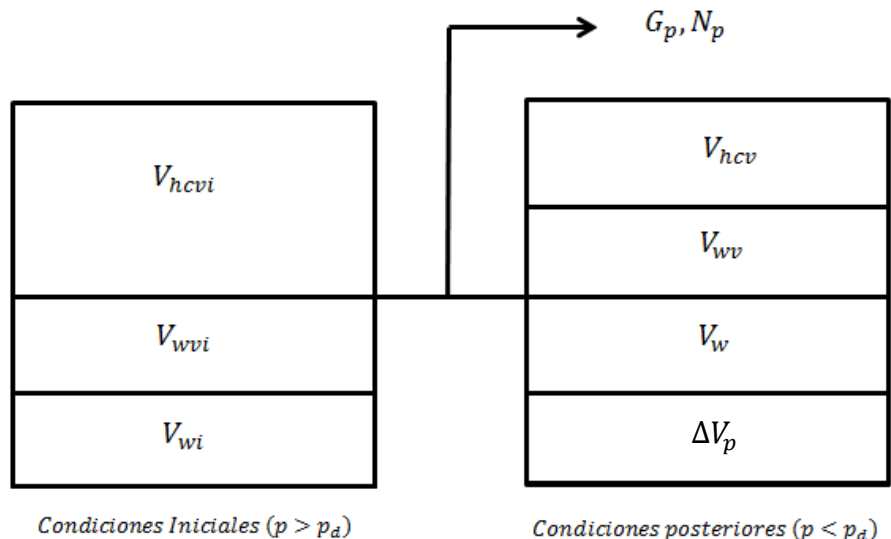 G_p, N_p
V_hcvi
V_wvi
V_wi
V_hcv
V_wv
V_w
ΔV_p
Condiciones Iniciales (p > p_d)
Condiciones posteriores (p < p_d)